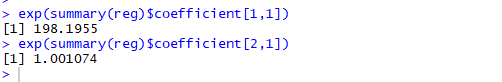 > exp(summary(reg)$coefficient[1,1])
[1] 198.1955
> exp(summary(reg)$coefficient[2,1])
[1] 1.001074
>